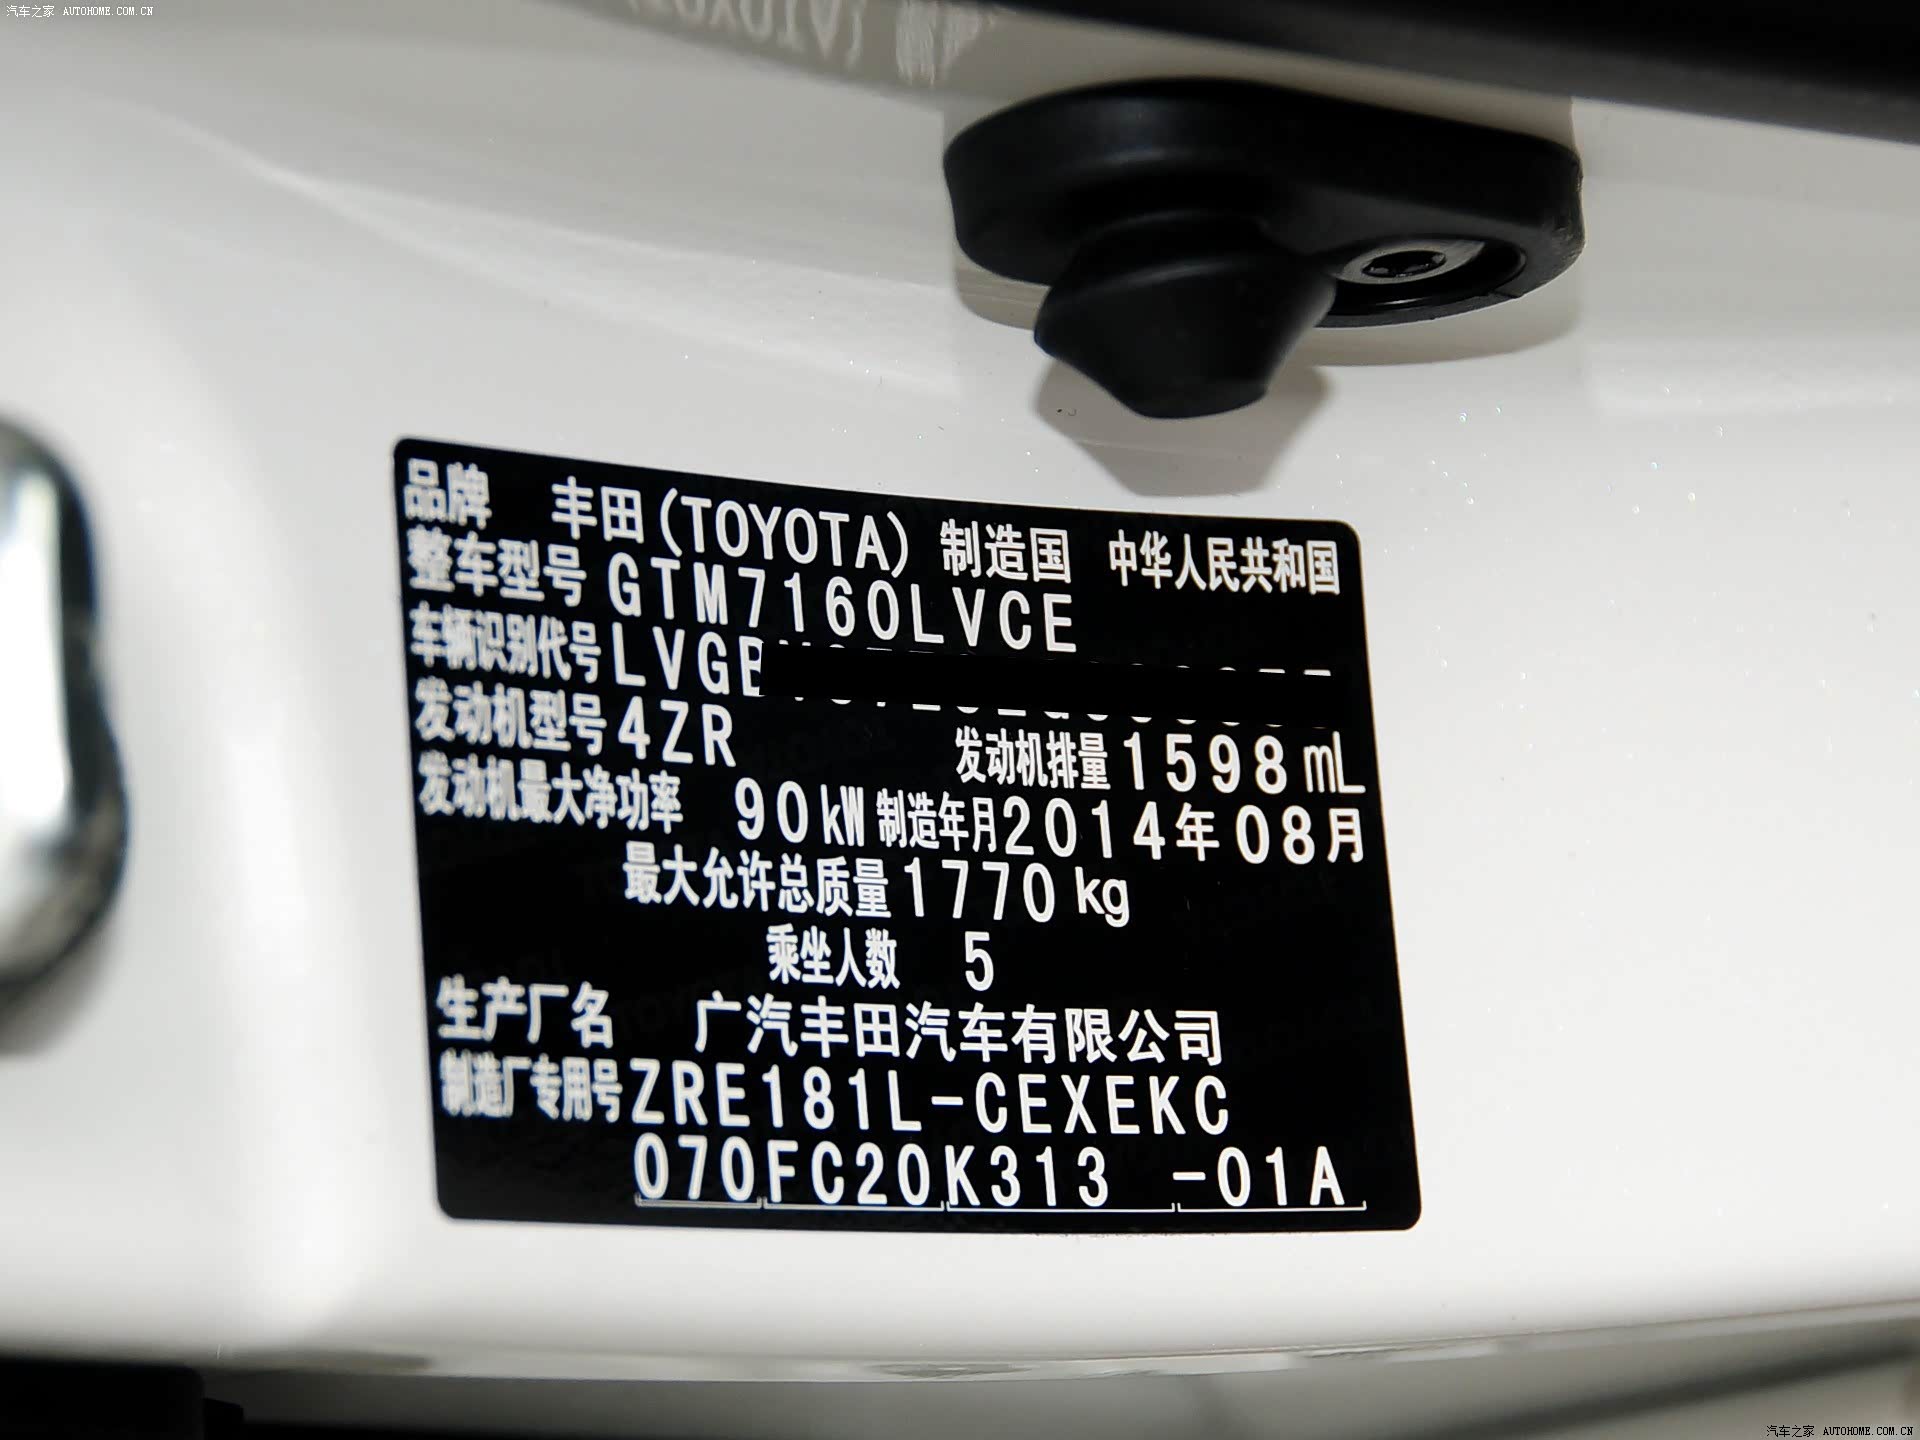 汽车之家 AUTOHOME.COM.CN
品牌 丰田(TOYOTA) 制造国 中华人民共和国
整车型号 GTM7160LVCE
车辆识别代号 LVGB
发动机型号 4ZR 发动机排量 1598 mL
发动机最大净功率 90kW 制造年月 2014年08月
最大允许总质量 1770 kg
乘坐人数 5
生产厂名 广汽丰田汽车有限公司
制造厂专用号 ZRE181L-CEXEKC
070FC20K313 -01A
汽车之家 AUTOHOME.COM.CN